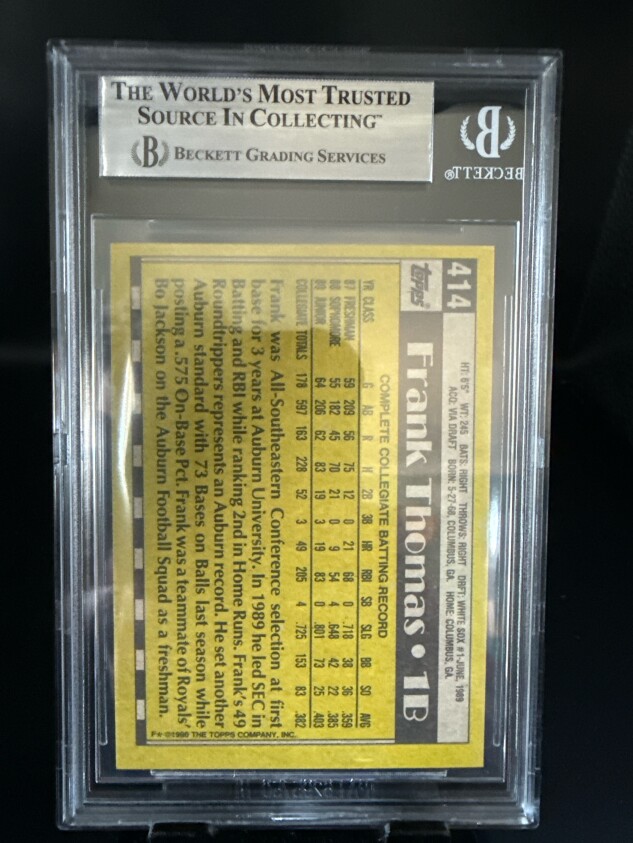 THE WORLD'S MOST TRUSTED
SOURCE IN COLLECTING™
BECKETT GRADING SERVICES
B
BECKETT®
414
topps®
HT: 6'5" WT: 245 BATS: RIGHT THROWS: RIGHT DRFT: WHITE SOX #1-JUNE, 1989
ACQ: VIA DRAFT BORN: 5-27-68, COLUMBUS, GA. HOME: COLUMBUS, GA.
Frank Thomas • 1B
COMPLETE COLLEGIATE BATTING RECORD
YR CLASS G AB R H 2B 3B HR RBI SB SLG BB SO AVG
87 FRESHMAN 59 209 56 75 12 0 21 68 0 .718 38 36 .359
88 SOPHOMORE 55 182 45 70 21 0 9 54 4 .648 42 22 .385
89 JUNIOR 64 206 62 83 19 3 19 83 0 .801 73 25 .403
COLLEGIATE TOTALS 178 597 163 228 52 3 49 205 4 .725 153 83 .382
Frank was All-Southeastern Conference selection at first
base for 3 years at Auburn University. In 1989 he led SEC in
Batting and RBI while ranking 2nd in Home Runs. Frank's 49
Roundtrippers represents an Auburn record. He set another
Auburn standard with 73 Bases on Balls last season while
posting a .575 On-Base Pct. Frank was a teammate of Royals'
Bo Jackson on the Auburn Football Squad as a freshman.
F★ ©1990 THE TOPPS COMPANY, INC.